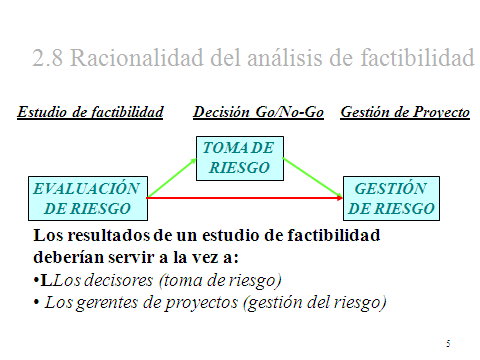 2.8 Racionalidad del análisis de factibilidad
Estudio de factibilidad Decisión Go/No-Go Gestión de Proyecto
TOMA DE
RIESGO
EVALUACIÓN
DE RIESGO
GESTIÓN
DE RIESGO
Los resultados de un estudio de factibilidad
deberían servir a la vez a:
•LLos decisores (toma de riesgo)
• Los gerentes de proyectos (gestión del riesgo)
5